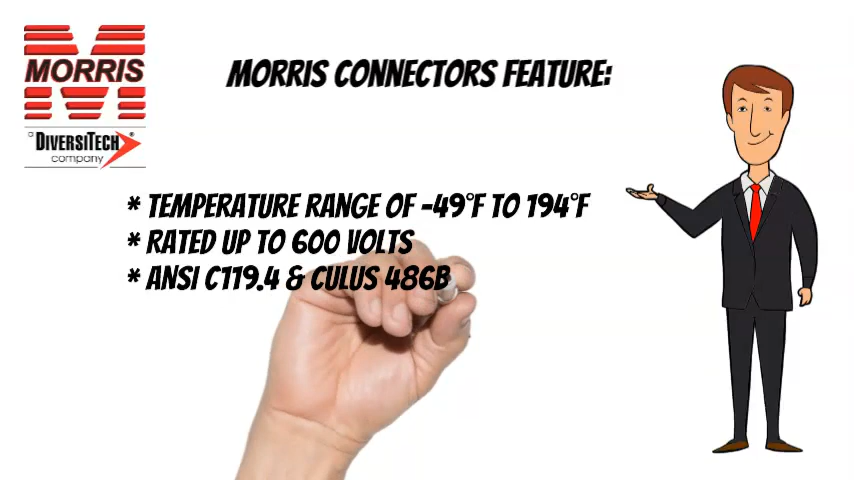 MORRIS
A DIVERSITECH®
company
MORRIS CONNECTORS FEATURE:
* TEMPERATURE RANGE OF -49°F TO 194°F
* RATED UP TO 600 VOLTS
* ANSI C119.4 & CULUS 486B